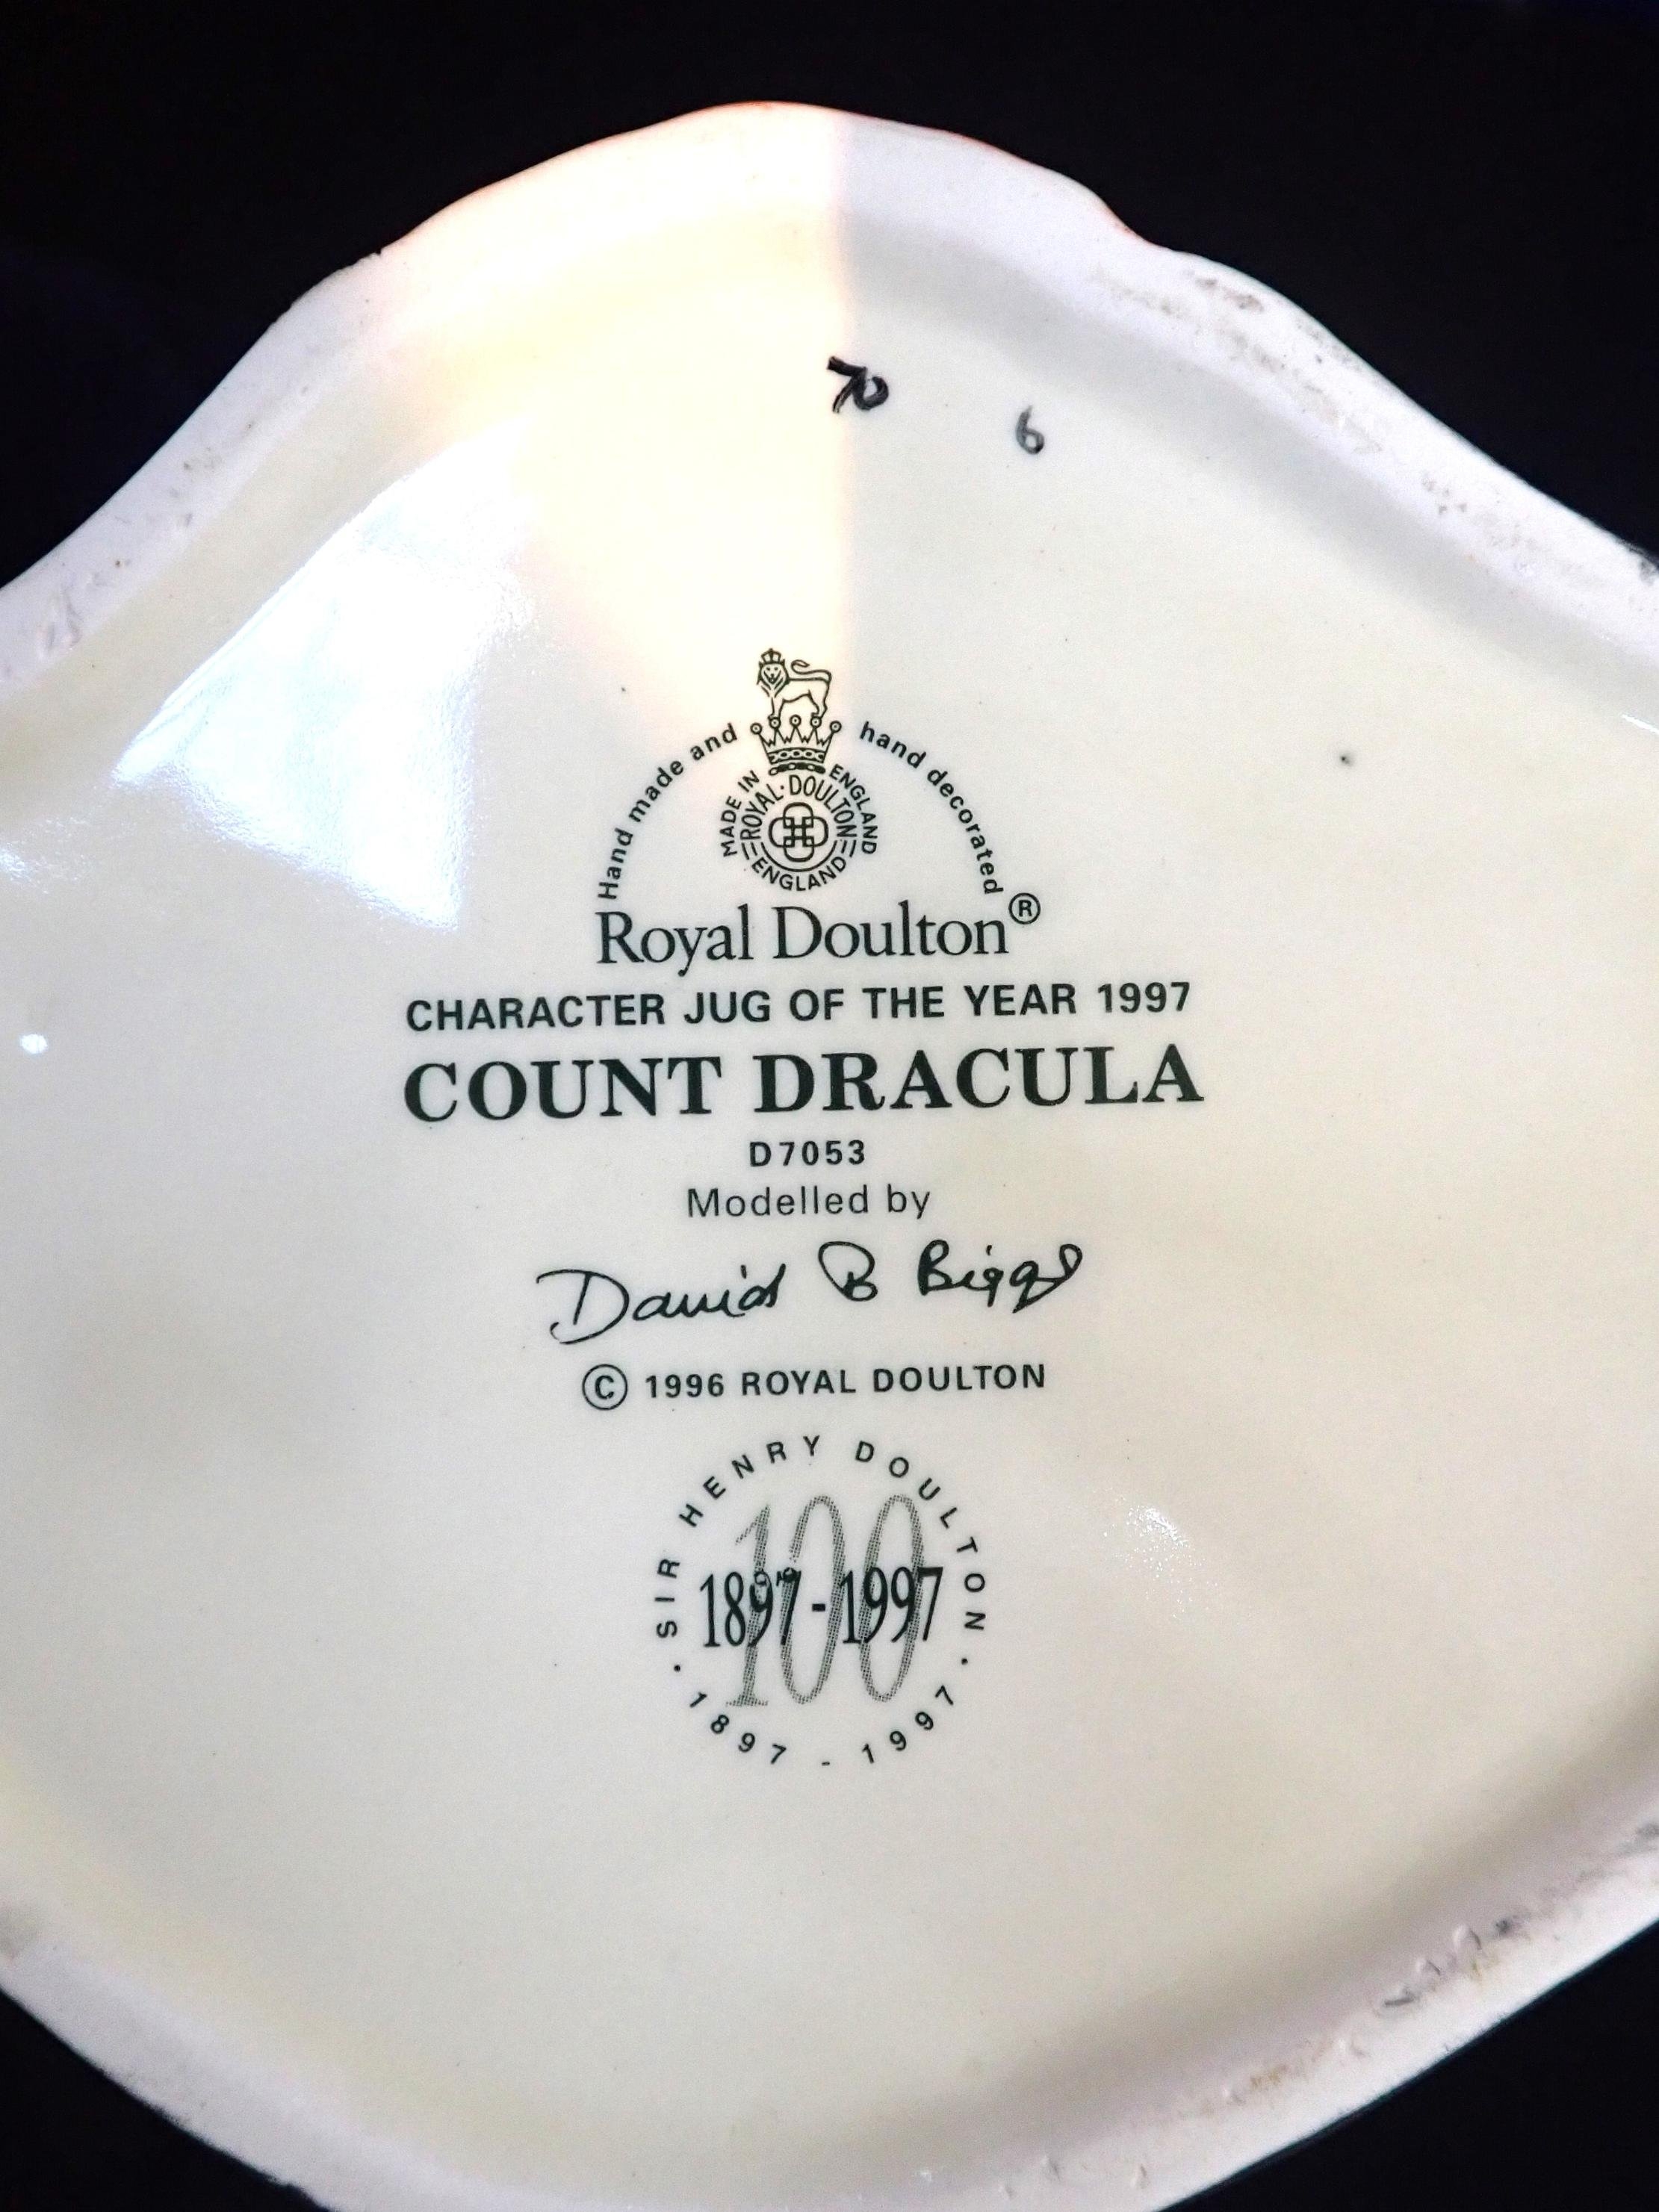 70
6
Hand made and hand decorated
MADE IN ENGLAND
ROYAL·DOULTON
ENGLAND
Royal Doulton®
CHARACTER JUG OF THE YEAR 1997
COUNT DRACULA
D7053
Modelled by
David B Biggs
© 1996 ROYAL DOULTON
SIR HENRY DOULTON
100
1897-1997
· 1897 - 1997 ·